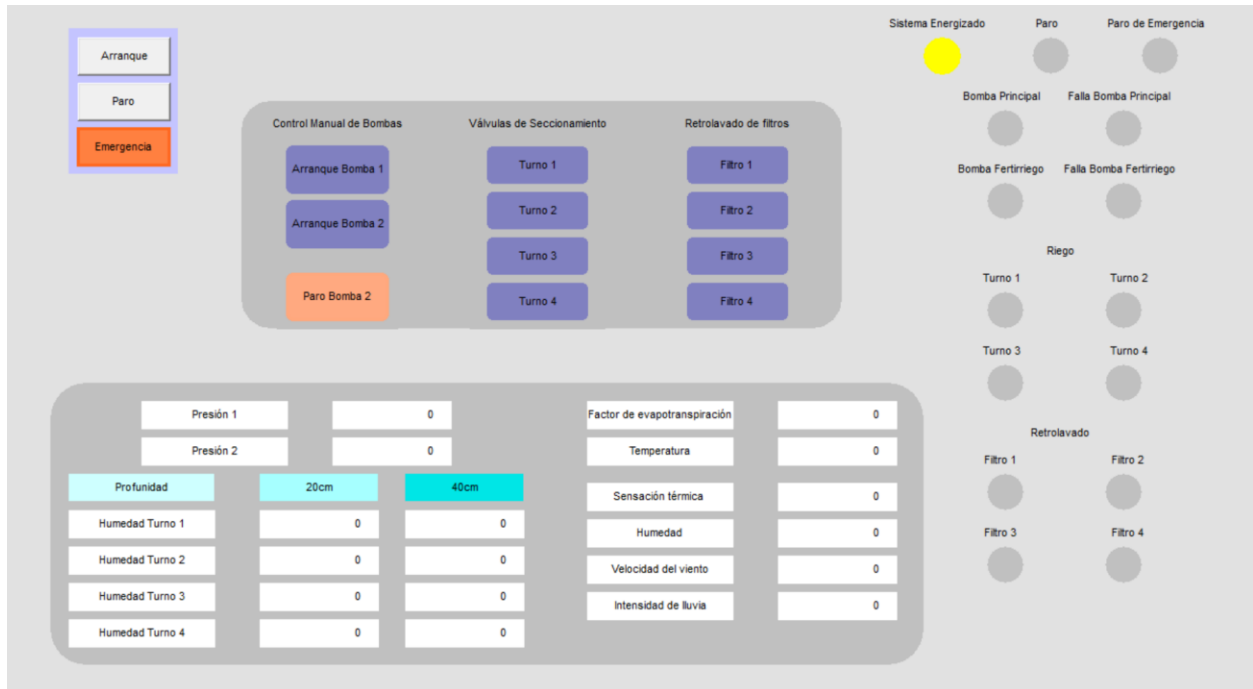 Sistema Energizado
Paro
Paro de Emergencia
Arranque
Paro
Emergencia
Control Manual de Bombas
Válvulas de Seccionamiento
Retrolavado de filtros
Arranque Bomba 1
Turno 1
Filtro 1
Arranque Bomba 2
Turno 2
Filtro 2
Turno 3
Filtro 3
Paro Bomba 2
Turno 4
Filtro 4
Bomba Principal
Falla Bomba Principal
Bomba Fertirriego
Falla Bomba Fertirriego
Riego
Turno 1
Turno 2
Turno 3
Turno 4
Retrolavado
Filtro 1
Filtro 2
Filtro 3
Filtro 4
Presión 1
0
Presión 2
0
Profunidad
20cm
40cm
Humedad Turno 1
0
0
Humedad Turno 2
0
0
Humedad Turno 3
0
0
Humedad Turno 4
0
0
Factor de evapotranspiración
0
Temperatura
0
Sensación térmica
0
Humedad
0
Velocidad del viento
0
Intensidad de lluvia
0